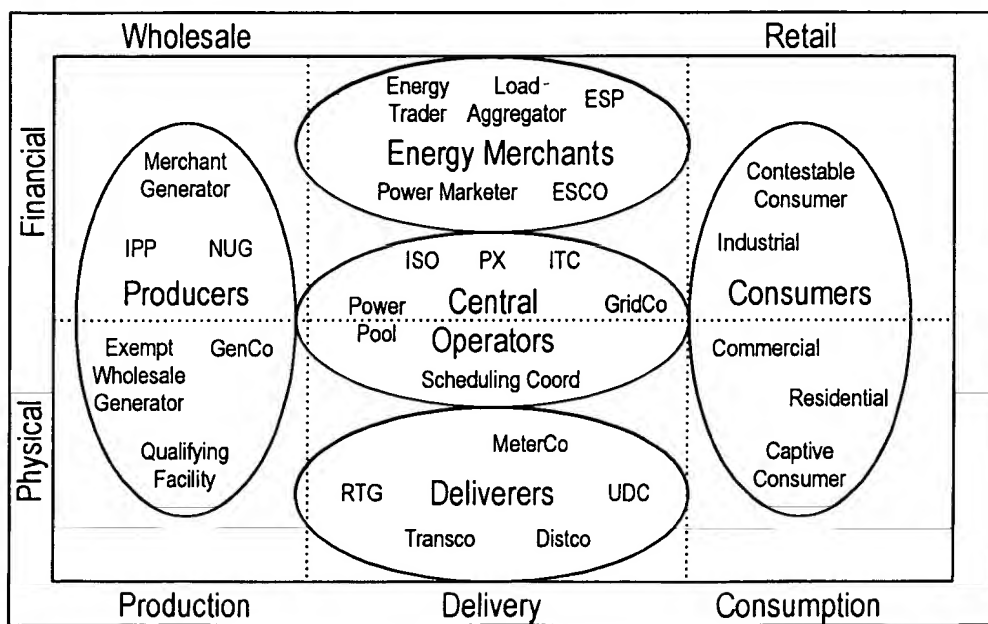 Wholesale
Retail
Financial
Physical
Energy
Trader
Load-
Aggregator
ESP
Energy Merchants
Power Marketer
ESCO
Merchant
Generator
IPP
NUG
Producers
Exempt
Wholesale
Generator
GenCo
Qualifying
Facility
ISO
PX
ITC
Power
Pool
Central
Operators
GridCo
Scheduling Coord
MeterCo
RTG
Deliverers
UDC
Transco
Distco
Contestable
Consumer
Industrial
Consumers
Commercial
Residential
Captive
Consumer
Production
Delivery
Consumption